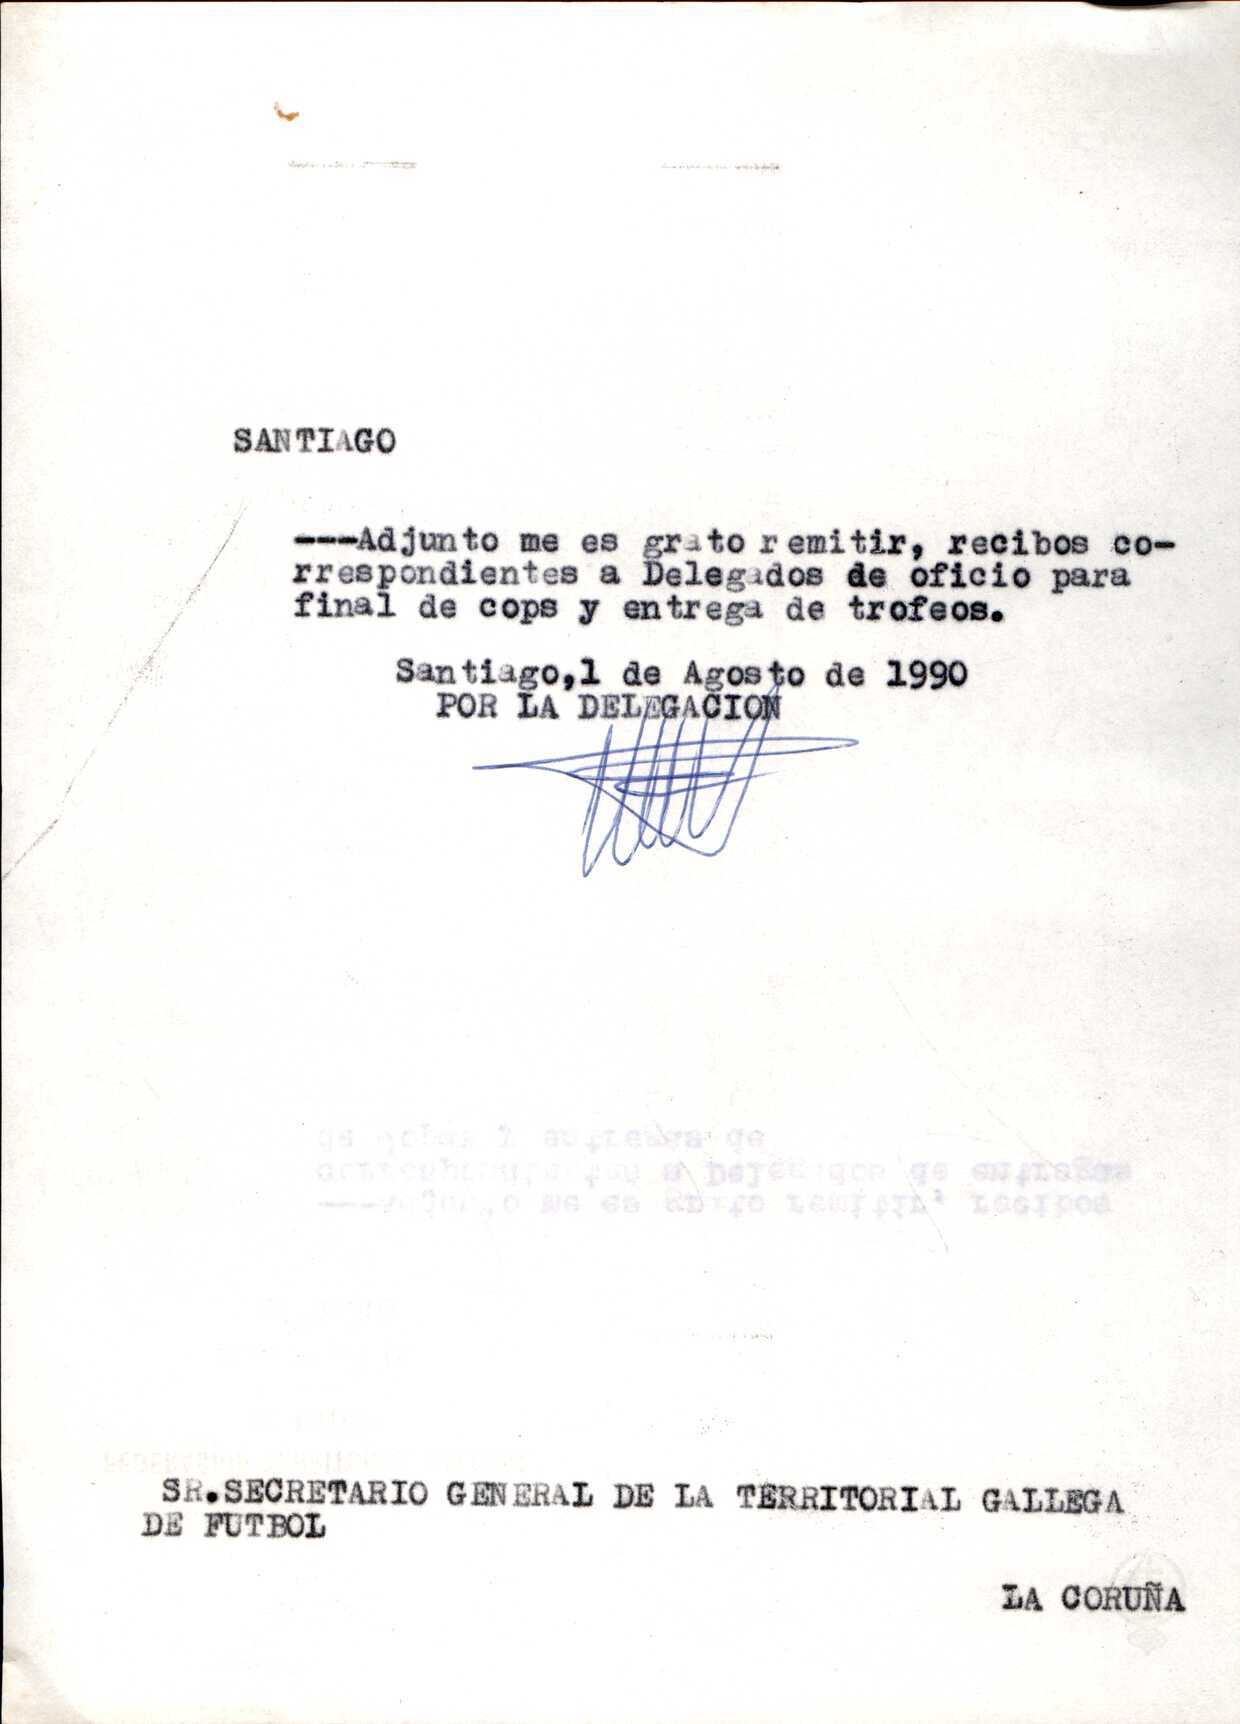 SANTIAGO
---Adjunto me es grato remitir, recibos co-
rrespondientes a Delegados de oficio para
final de cops y entrega de trofeos.
Santiago,1 de Agosto de 1990
POR LA DELEGACION
SR.SECRETARIO GENERAL DE LA TERRITORIAL GALLEGA
DE FUTBOL
LA CORUÑA